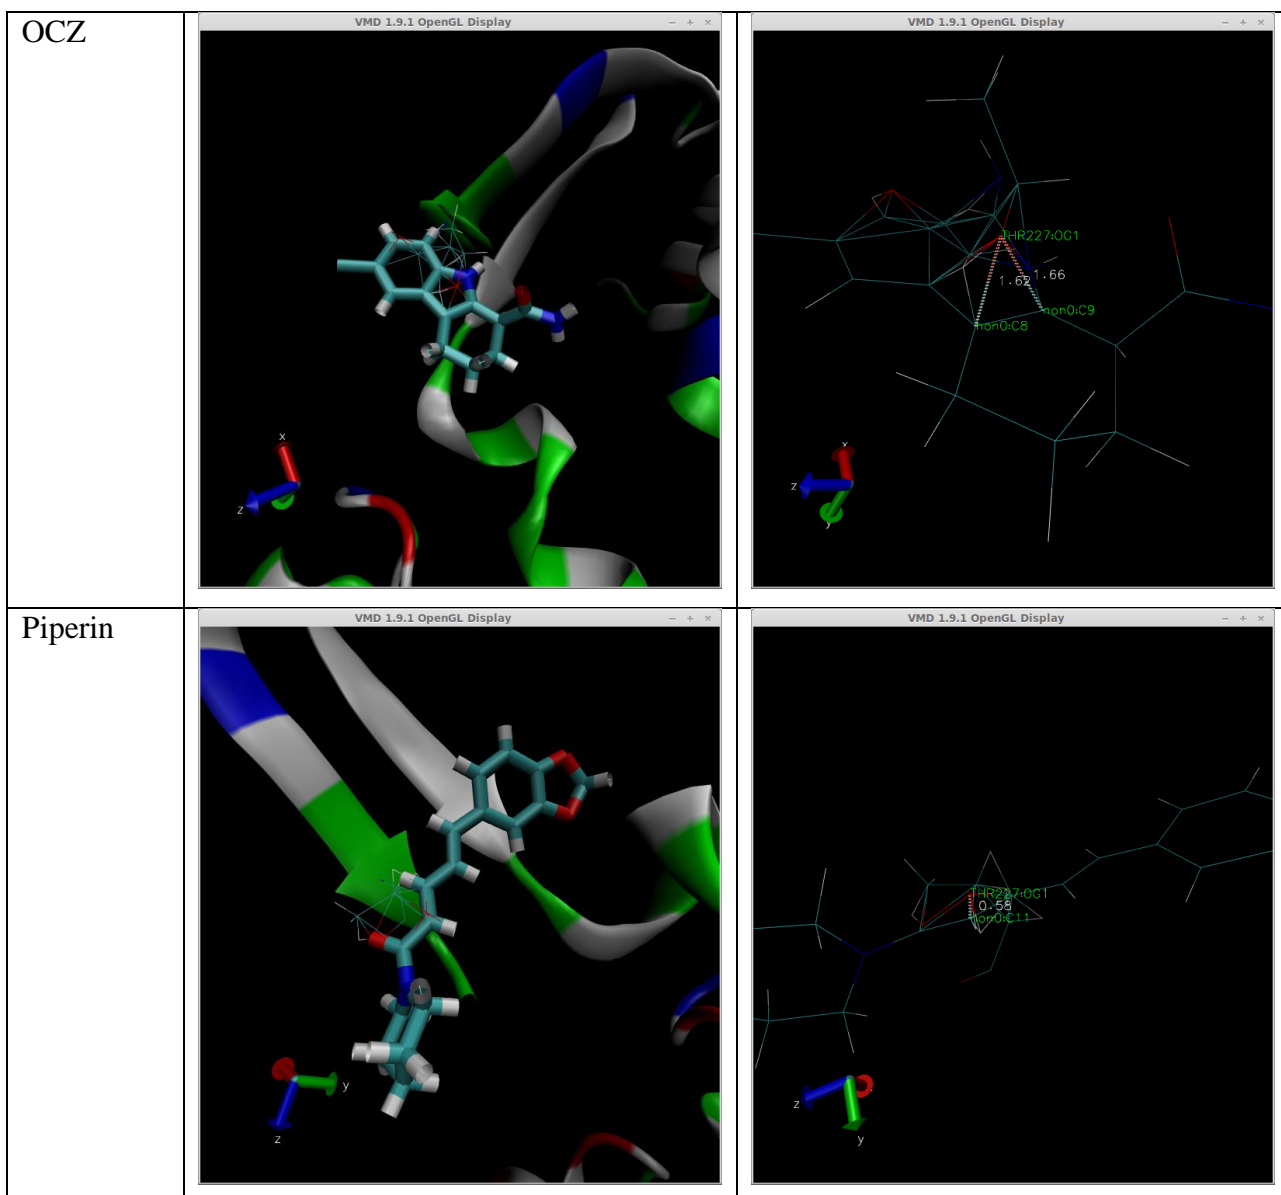 OCZ
VMD 1.9.1 OpenGL Display
x
z
VMD 1.9.1 OpenGL Display
THR227:OG1
1.62
1.66
non0:C9
non0:C8
x
z
y
Piperin
VMD 1.9.1 OpenGL Display
y
z
VMD 1.9.1 OpenGL Display
THR227:OG1
0.58
non0:C11
z
y